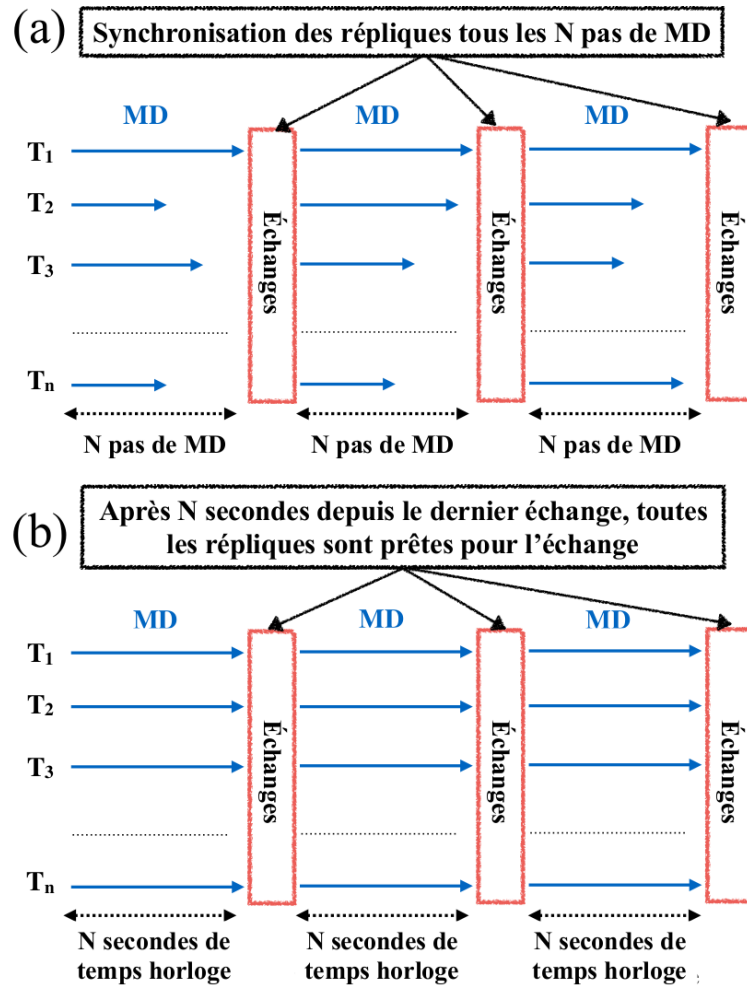 (a)
Synchronisation des répliques tous les N pas de MD
MD
MD
MD
T1
T2
T3
Tn
Échanges
Échanges
Échanges
N pas de MD
N pas de MD
N pas de MD
(b)
Après N secondes depuis le dernier échange, toutes
les répliques sont prêtes pour l'échange
MD
MD
MD
T1
T2
T3
Tn
Échanges
Échanges
Échanges
N secondes de
temps horloge
N secondes de
temps horloge
N secondes de
temps horloge